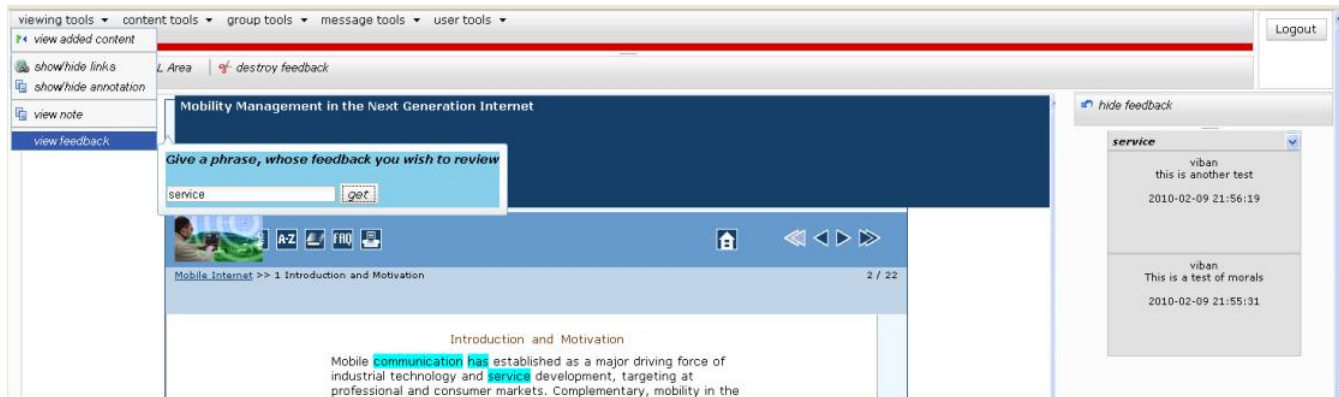 viewing tools content tools group tools message tools user tools
Logout
view added content
show/hide links
show/hide annotation
view note
view feedback
L Area destroy feedback
Mobility Management in the Next Generation Internet
Give a phrase, whose feedback you wish to review
service get
A-Z FAQ
Mobile Internet >> 1 Introduction and Motivation 2 / 22
Introduction and Motivation
Mobile communication has established as a major driving force of
industrial technology and service development, targeting at
professional and consumer markets. Complementary, mobility in the
hide feedback
service
viban
this is another test
2010-02-09 21:56:19
viban
This is a test of morals
2010-02-09 21:55:31